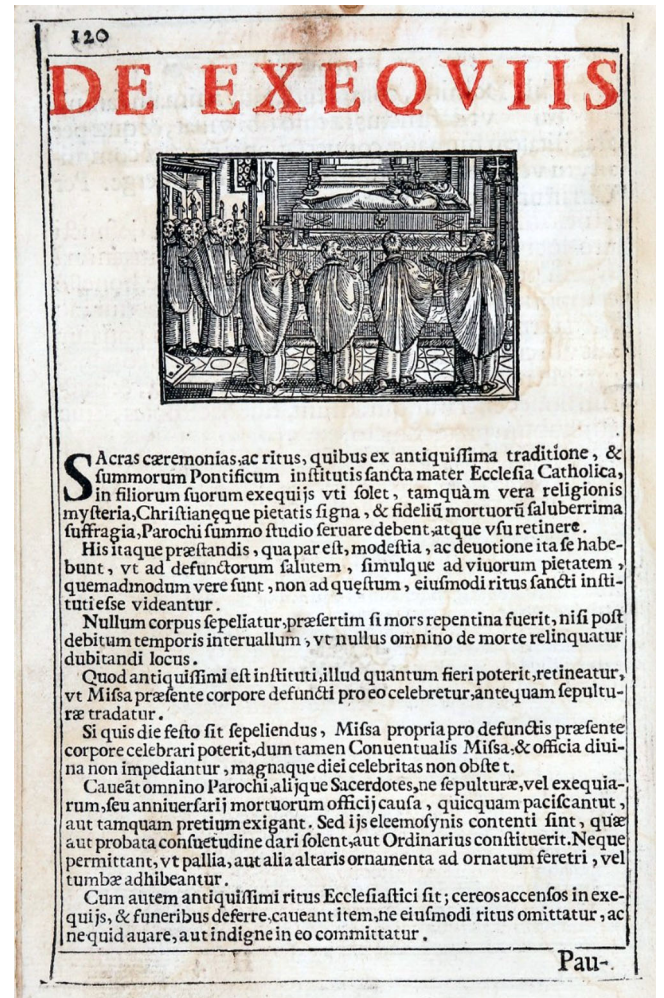 120
DE EXEQVIIS
SAcras cæremonias, ac ritus, quibus ex antiquissima traditione, &
summorum Pontificum institutis sancta mater Ecclesia Catholica,
in filiorum suorum exequijs vti solet, tamquàm vera religionis
mysteria, Christianęque pietatis signa, & fideliũ mortuorũ saluberrima
suffragia, Parochi summo studio seruare debent, atque vsu retinere.
His itaque præstandis, qua par est, modestia, ac deuotione ita se habe-
bunt, vt ad defunctorum salutem, simulque ad viuorum pietatem,
quemadmodum vere sunt, non ad quęstum, eiusmodi ritus sancti insti-
tuti esse videantur.
Nullum corpus sepeliatur, præsertim si mors repentina fuerit, nisi post
debitum temporis interuallum, vt nullus omnino de morte relinquatur
dubitandi locus.
Quod antiquissimi est instituti, illud quantum fieri poterit, retineatur,
vt Missa præsente corpore defuncti pro eo celebretur, antequam sepultu-
ræ tradatur.
Si quis die festo sit sepeliendus, Missa propria pro defunctis præsente
corpore celebrari poterit, dum tamen Conuentualis Missa, & officia diui-
na non impediantur, magnaque diei celebritas non obstet.
Caueãt omnino Parochi, alijque Sacerdotes, ne sepulturæ, vel exequia-
rum, seu anniuersarij mortuorum officij causa, quicquam paciscantut,
aut tamquam pretium exigant. Sed ijs eleemosynis contenti sint, quæ
aut probata consuetudine dari solent, aut Ordinarius constituerit. Neque
permittant, vt pallia, aut alia altaris ornamenta ad ornatum feretri, vel
tumbæ adhibeantur.
Cum autem antiquissimi ritus Ecclesiastici sit; cereos accensos in exe-
quijs, & funeribus deferre, caueant item, ne eiusmodi ritus omittatur, ac
nequid auare, aut indigne in eo committatur.
Pau-